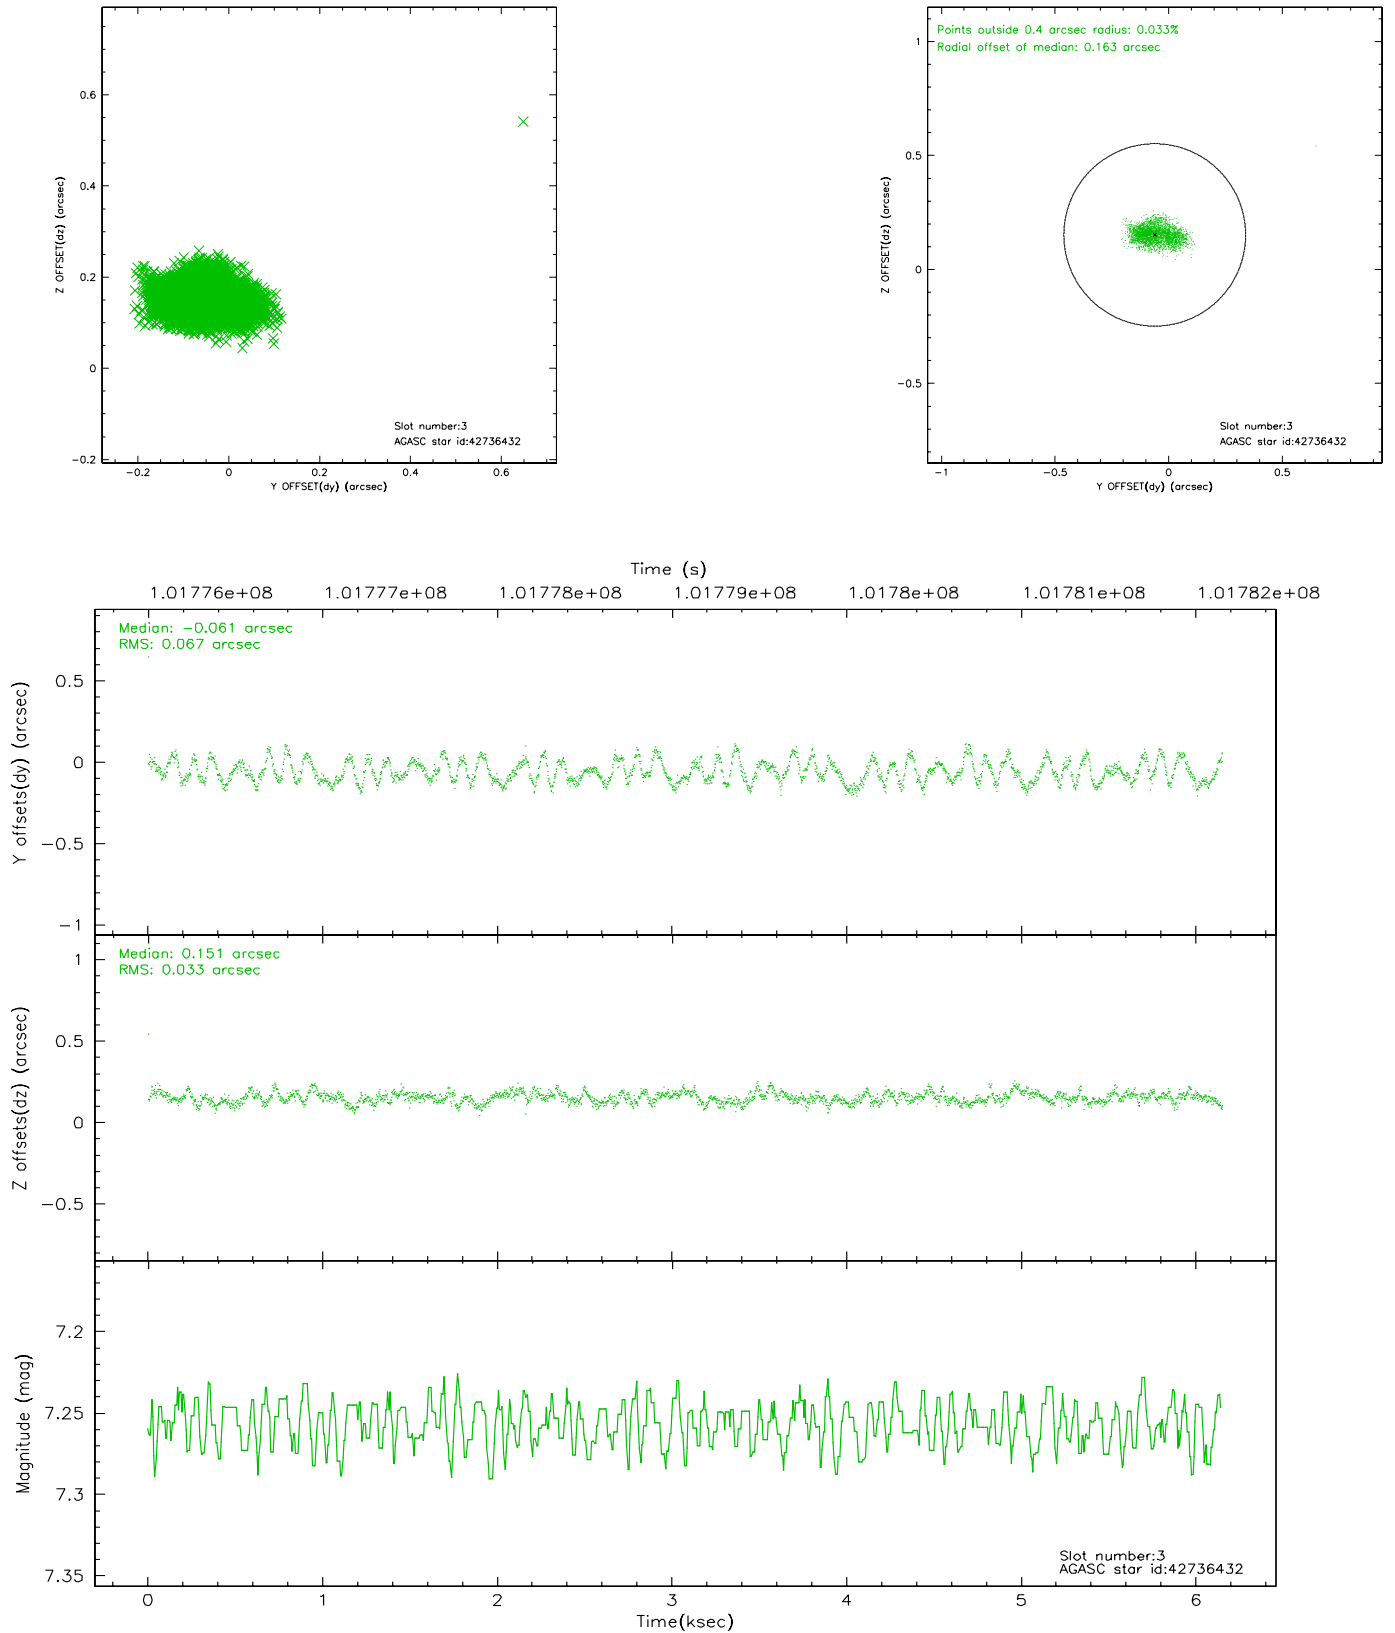 0.6
0.4
0.2
0
−0.2
−0.2
0
0.2
0.4
0.6
Z OFFSET(dz) (arcsec)
Y OFFSET(dy) (arcsec)
Slot number:3
AGASC star id:42736432
Points outside 0.4 arcsec radius: 0.033%
Radial offset of median: 0.163 arcsec
1
0.5
0
−0.5
−1
−0.5
0
0.5
Z OFFSET(dz) (arcsec)
Y OFFSET(dy) (arcsec)
Slot number:3
AGASC star id:42736432
Time (s)
1.01776e+08
1.01777e+08
1.01778e+08
1.01779e+08
1.0178e+08
1.01781e+08
1.01782e+08
Median: −0.061 arcsec
RMS: 0.067 arcsec
0.5
0
−0.5
−1
Y offsets(dy) (arcsec)
Median: 0.151 arcsec
RMS: 0.033 arcsec
1
0.5
0
−0.5
Z offsets(dz) (arcsec)
7.2
7.25
7.3
7.35
Magnitude (mag)
Slot number:3
AGASC star id:42736432
0
1
2
3
4
5
6
Time(ksec)